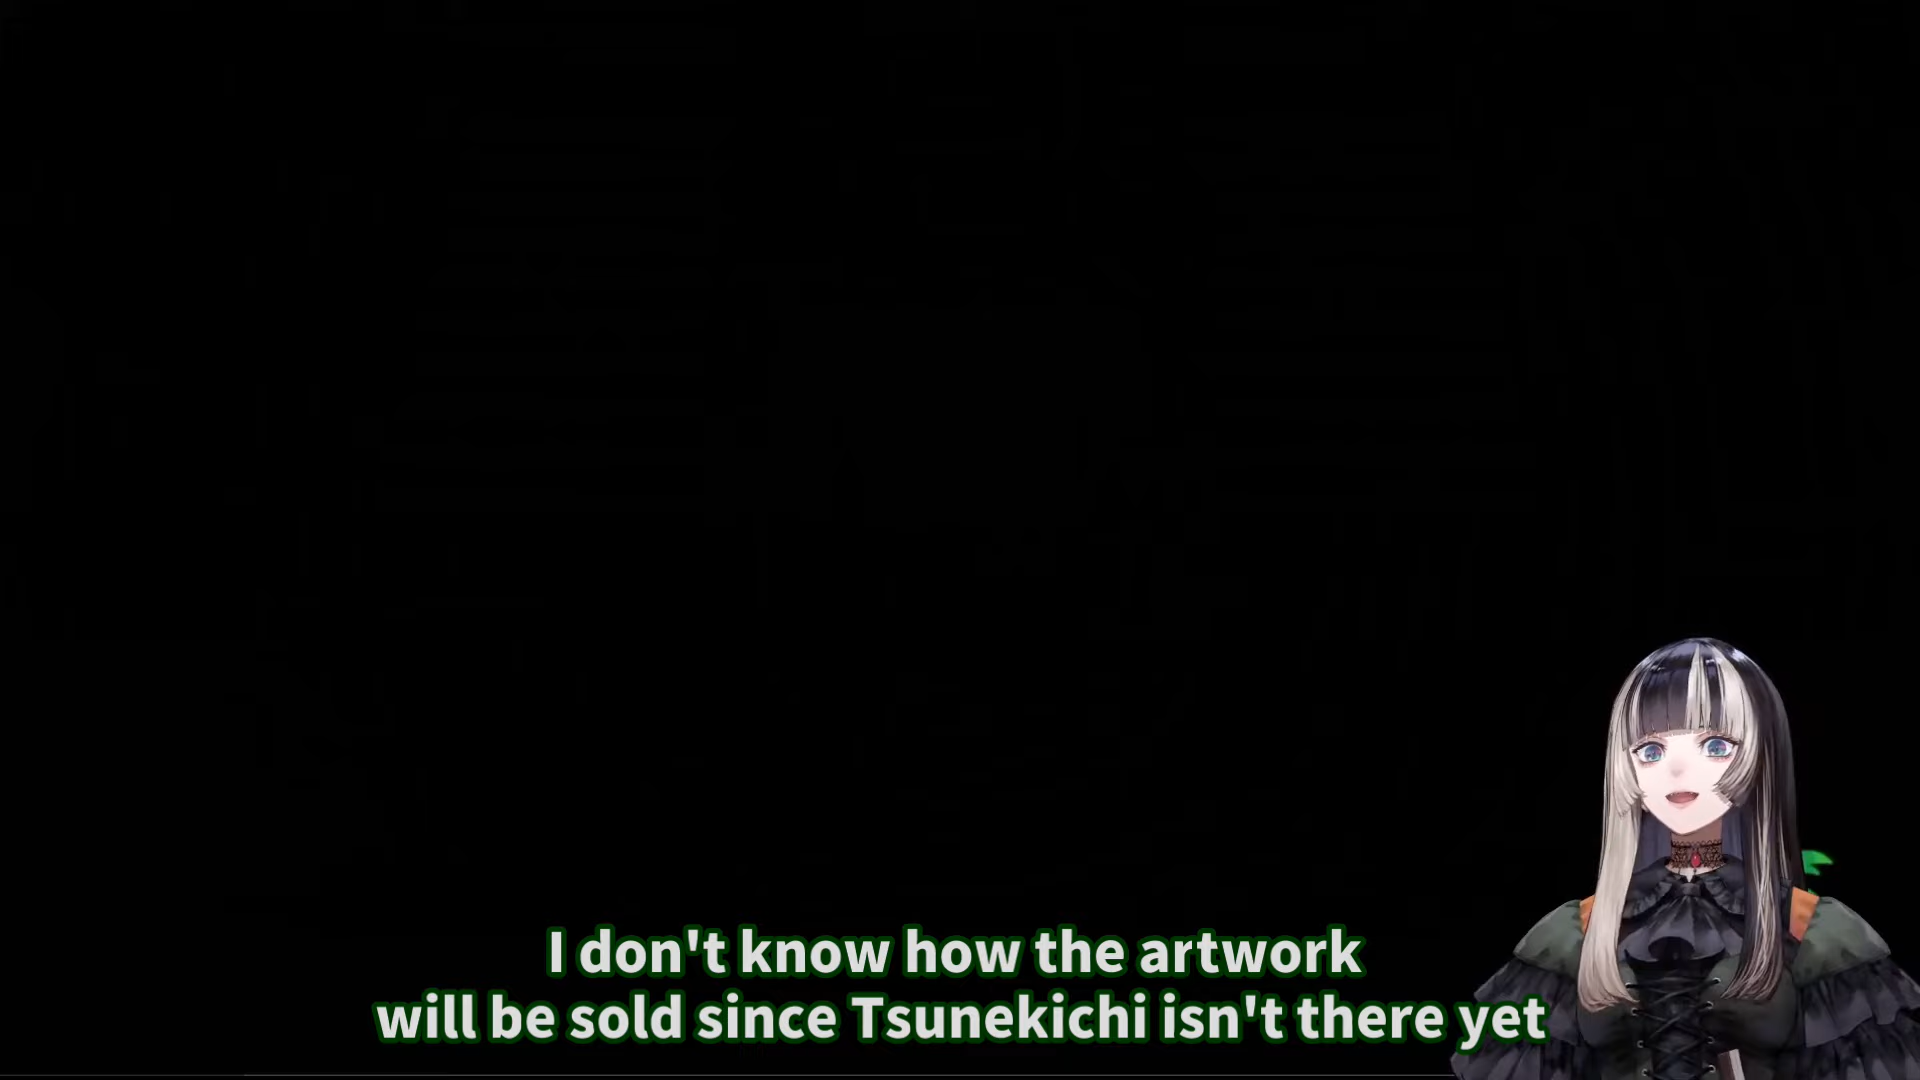 I don't know how the artwork
will be sold since Tsunekichi isn't there yet